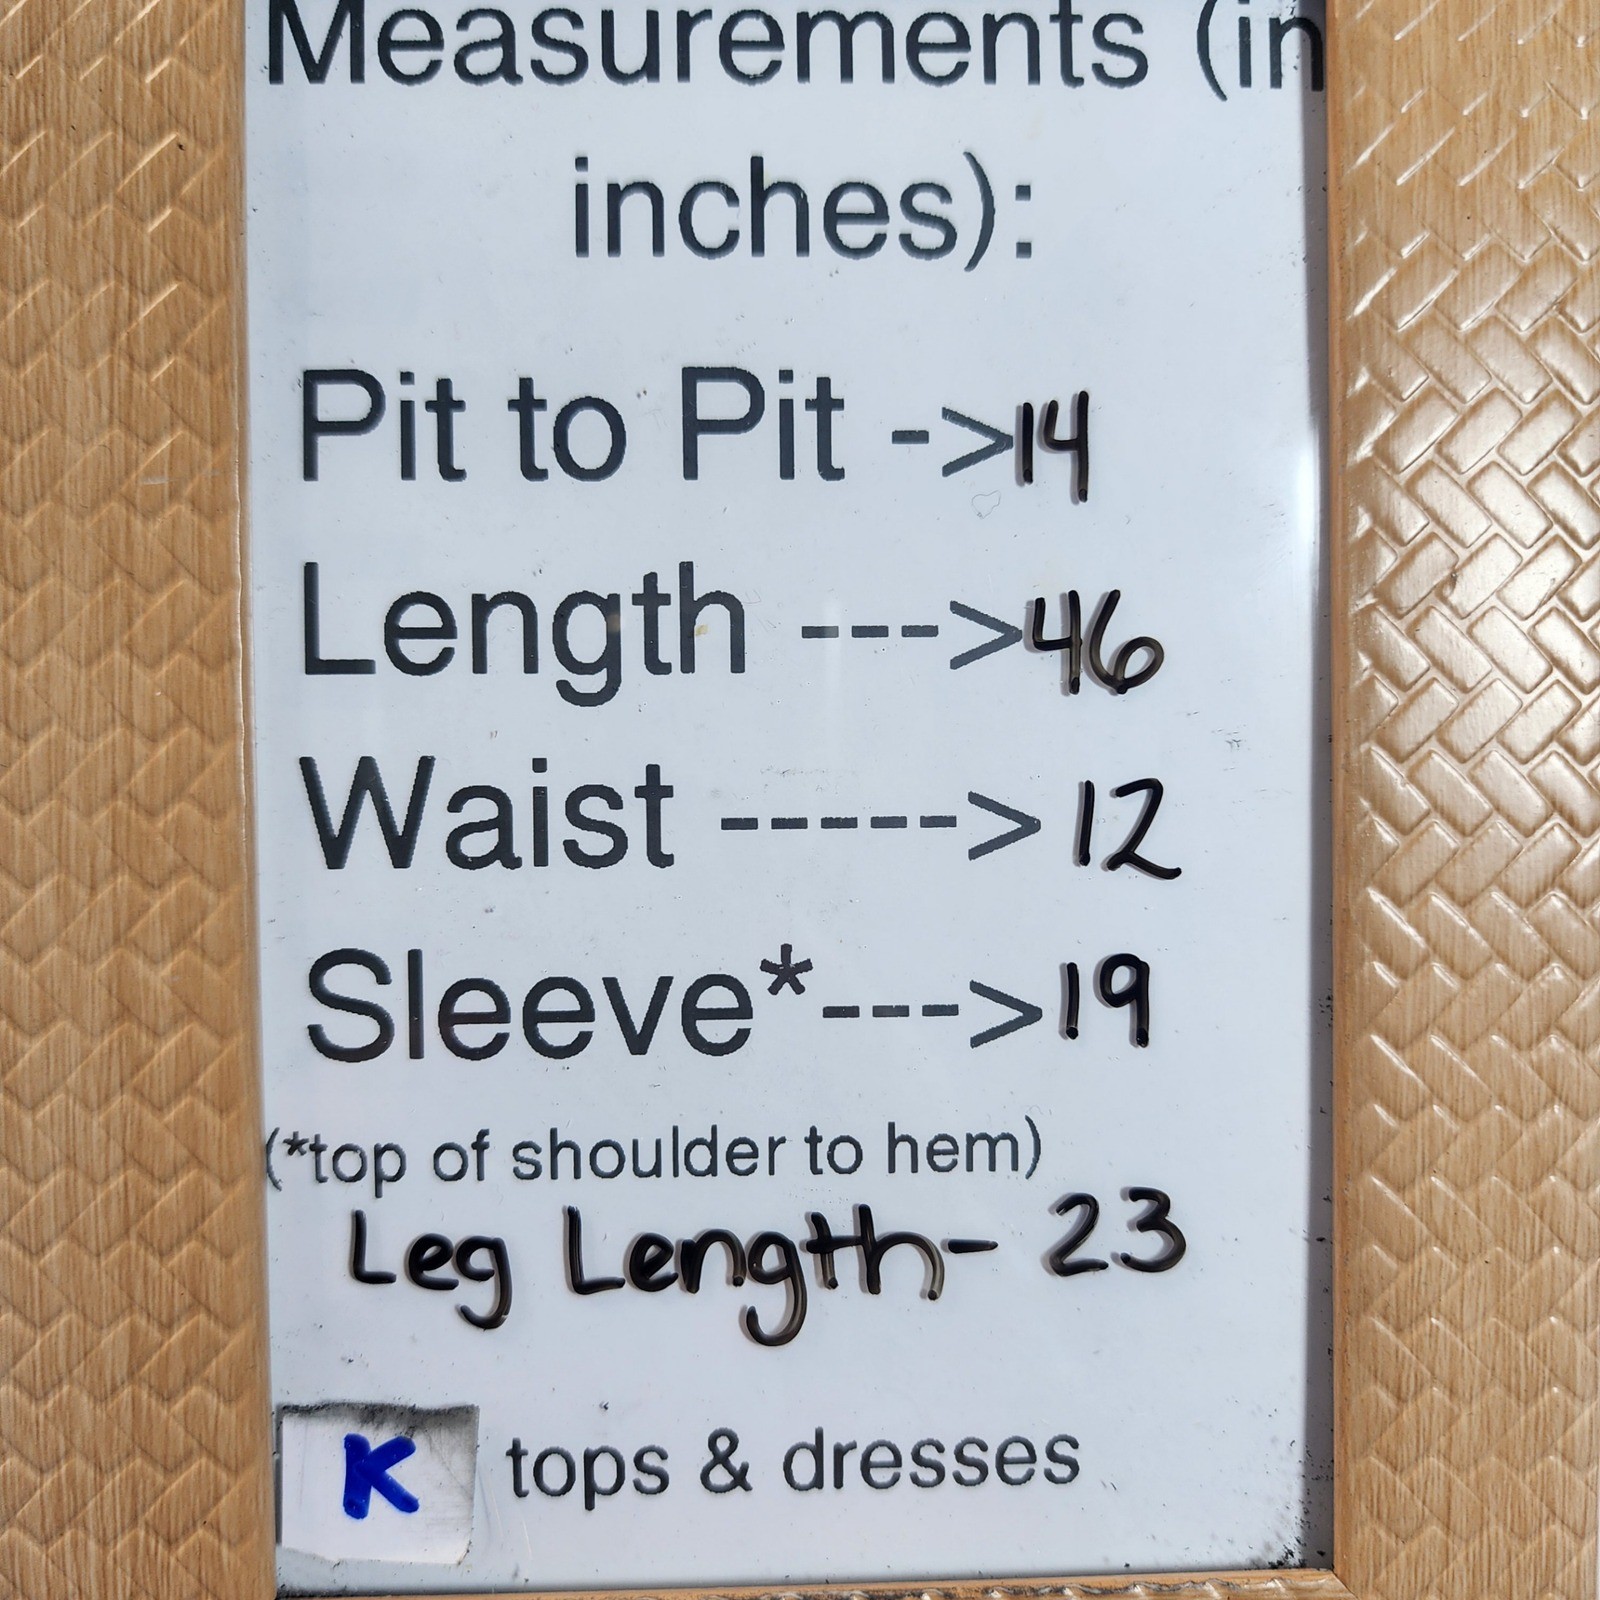 Measurements (in
inches):
Pit to Pit ->14
Length --->46
Waist -----> 12
Sleeve*--->19
(*top of shoulder to hem)
Leg Length- 23
K tops & dresses